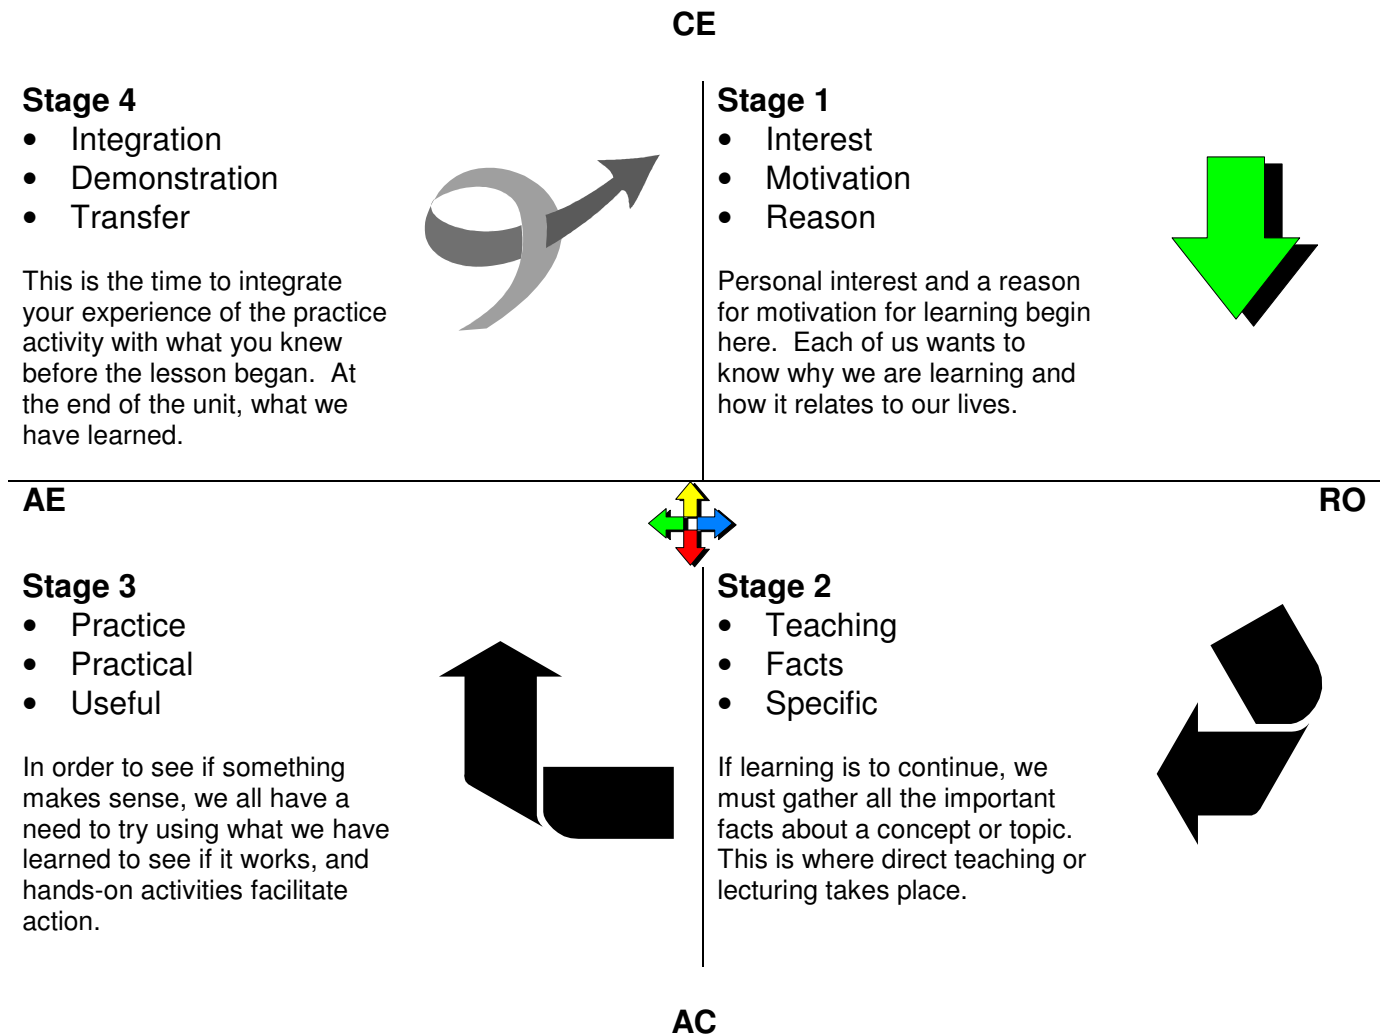 CE
Stage 4
• Integration
• Demonstration
• Transfer
This is the time to integrate
your experience of the practice
activity with what you knew
before the lesson began.  At
the end of the unit, what we
have learned.
Stage 1
• Interest
• Motivation
• Reason
Personal interest and a reason
for motivation for learning begin
here.  Each of us wants to
know why we are learning and
how it relates to our lives.
AE
RO
Stage 3
• Practice
• Practical
• Useful
In order to see if something
makes sense, we all have a
need to try using what we have
learned to see if it works, and
hands-on activities facilitate
action.
Stage 2
• Teaching
• Facts
• Specific
If learning is to continue, we
must gather all the important
facts about a concept or topic.
This is where direct teaching or
lecturing takes place.
AC